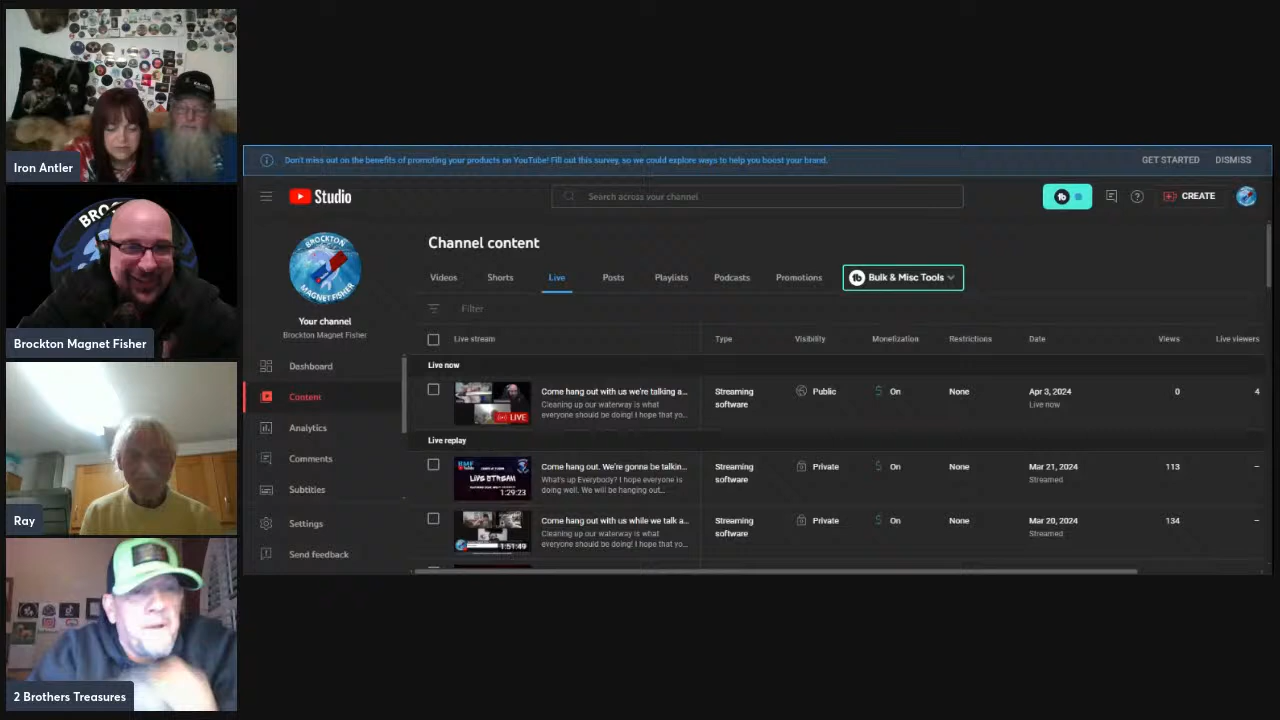 Iron Antler
BROCKTON
Brockton Magnet Fisher
Ray
2 Brothers Treasures
Don't miss out on the benefits of promoting your products on YouTube! Fill out this survey, so we could explore ways to help you boost your brand.
GET STARTED
DISMISS
Studio
Search across your channel
CREATE
BROCKTON
MAGNET FISHER
Your channel
Brockton Magnet Fisher
Dashboard
Content
Analytics
Comments
Subtitles
Settings
Send feedback
Channel content
Videos Shorts Live Posts Playlists Podcasts Promotions Bulk & Misc Tools
Filter
Live stream Type Visibility Monetization Restrictions Date Views Live viewers
Live now
Come hang out with us we're talking a...
Cleaning up our waterway is what
everyone should be doing! I hope that yo...
LIVE
Streaming
software
Public
On
None
Apr 3, 2024
Live now
0
4
Live replay
LIVE STREAM
1:29:23
Come hang out. We're gonna be talkin...
What's up Everybody? I hope everyone is
doing well. We will be hanging out...
Streaming
software
Private
On
None
Mar 21, 2024
Streamed
113
–
1:51:49
Come hang out with us while we talk a...
Cleaning up our waterway is what
everyone should be doing! I hope that yo...
Streaming
software
Private
On
None
Mar 20, 2024
Streamed
134
–